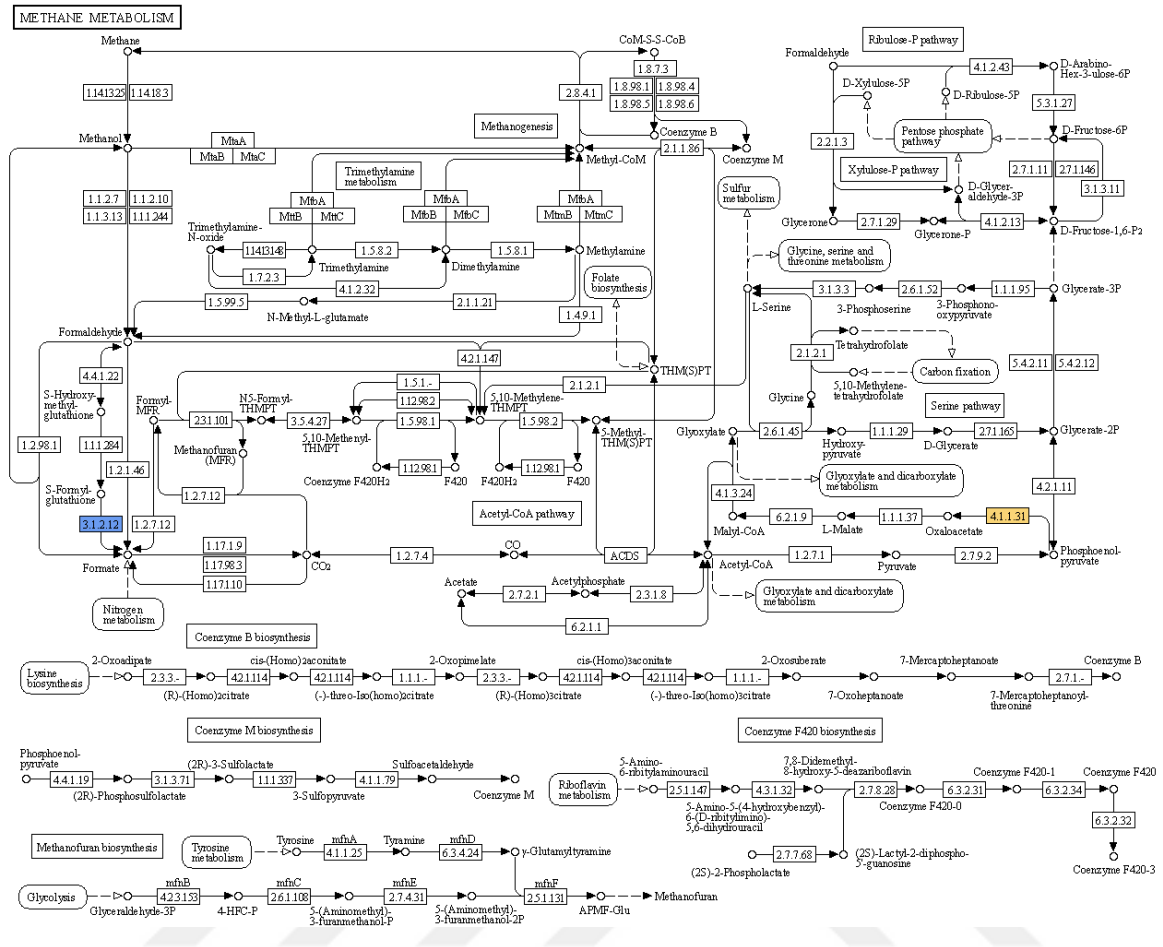 METHANE METABOLISM
Methane
CoM-S-S-CoB
Ribulose-P pathway
Formaldehyde
1.8.7.3
4.1.2.43
D-Arabino-
Hex-3-ulose-6P
D-Xylulose-5P
D-Ribulose-5P
1.14.13.25 1.14.18.3
2.8.4.1
1.8.98.1 1.8.98.4
1.8.98.5 1.8.98.6
5.3.1.27
Methanogenesis
Coenzyme B
Methanol
MtaA
MtaB MtaC
Methyl-CoM
2.1.1.86
Coenzyme M
2.2.1.3
Pentose phosphate
pathway
D-Fructose-6P
Xylulose-P pathway
2.7.1.11 2.7.1.146
3.1.3.11
Trimethylamine
metabolism
Sulfur
metabolism
D-Glycer-
aldehyde-3P
1.1.2.7 1.1.2.10
1.1.3.13 1.1.1.244
MtbA
MttB MttC
MtbA
MtbB MtbC
MtbA
MtmB MtmC
Glycerone
2.7.1.29
Glycerone-P
4.1.2.13
D-Fructose-1,6-P2
Trimethylamine-
N-oxide
1.14.13.148
Trimethylamine
1.5.8.2
Dimethylamine
1.5.8.1
Methylamine
1.7.2.3
4.1.2.32
Glycine, serine and
threonine metabolism
Folate
biosynthesis
1.5.99.5
N-Methyl-L-glutamate
2.1.1.21
1.4.9.1
L-Serine
3.1.3.3
3-Phosphoserine
2.6.1.52
3-Phosphono-
oxypyruvate
1.1.1.95
Glycerate-3P
Formaldehyde
4.2.1.147
THM(S)PT
2.1.2.1
Tetrahydrofolate
Carbon fixation
5,10-Methylene-
tetrahydrofolate
5.4.2.11 5.4.2.12
4.4.1.22
S-Hydroxy-
methyl-
glutathione
1.5.1.-
1.12.98.2
2.1.2.1
Glycine
Serine pathway
Formyl-
MFR
2.3.1.101
N5-Formyl-
THMPT
3.5.4.27
5,10-Methenyl-
THMPT
1.5.98.1
5,10-Methylene-
THMPT
1.5.98.2
5-Methyl-
THM(S)PT
Glyoxylate
2.6.1.45
Hydroxy-
pyruvate
1.1.1.29
D-Glycerate
2.7.1.165
Glycerate-2P
1.2.98.1
1.1.1.284
1.2.1.46
Methanofuran
(MFR)
1.12.98.1
1.12.98.1
Coenzyme F420H2
F420
F420H2
F420
Glyoxylate and dicarboxylate
metabolism
S-Formyl-
glutathione
1.2.7.12
4.1.3.24
4.2.1.11
3.1.2.12
1.2.7.12
Acetyl-CoA pathway
Malyl-CoA
6.2.1.9
L-Malate
1.1.1.37
Oxaloacetate
4.1.1.31
Formate
1.17.1.9
1.17.98.3
1.17.1.10
CO2
1.2.7.4
CO
ACDS
Acetyl-CoA
1.2.7.1
Pyruvate
2.7.9.2
Phosphoenol-
pyruvate
Nitrogen
metabolism
Acetate
2.7.2.1
Acetylphosphate
2.3.1.8
6.2.1.1
Glyoxylate and dicarboxylate
metabolism
Coenzyme B biosynthesis
Lysine
biosynthesis
2-Oxoadipate
cis-(Homo)2aconitate
2-Oxopimelate
cis-(Homo)3aconitate
2-Oxosuberate
7-Mercaptoheptanoate
Coenzyme B
2.3.3.- 4.2.1.114 4.2.1.114 1.1.1.- 2.3.3.- 4.2.1.114 4.2.1.114 1.1.1.- 2.7.1.-
(R)-(Homo)2citrate
(-)-threo-Iso(homo)2citrate
(R)-(Homo)3citrate
(-)-threo-Iso(homo)3citrate
7-Oxoheptanoate
7-Mercaptoheptanoyl-
threonine
Coenzyme M biosynthesis
Phosphoenol-
pyruvate
(2R)-3-Sulfolactate
Sulfoacetaldehyde
4.4.1.19 3.1.3.71 1.1.1.337 4.1.1.79
(2R)-Phosphosulfolactate
3-Sulfopyruvate
Coenzyme M
Coenzyme F420 biosynthesis
Riboflavin
metabolism
5-Amino-
6-ribitylaminouracil
7,8-Didemethyl-
8-hydroxy-5-deazariboflavin
Coenzyme F420-1
Coenzyme F420
2.5.1.147 4.3.1.32 2.7.8.28 6.3.2.31 6.3.2.34
5-Amino-5-(4-hydroxybenzyl)-
6-(D-ribitylimino)-
5,6-dihydrouracil
Coenzyme F420-0
6.3.2.32
2.7.7.68
(2S)-2-Phospholactate
(2S)-Lactyl-2-diphospho-
5'-guanosine
Coenzyme F420-3
Methanofuran biosynthesis
Tyrosine
metabolism
Tyrosine
mfnA
4.1.1.25
Tyramine
mfnD
6.3.4.24
γ-Glutamyltyramine
Glycolysis
mfnB
4.2.3.153
mfnC
2.6.1.108
mfnE
2.7.4.31
mfnF
2.5.1.131
Methanofuran
Glyceraldehyde-3P
4-HFC-P
5-(Aminomethyl)-
3-furanmethanol-P
5-(Aminomethyl)-
3-furanmethanol-2P
APMF-Glu